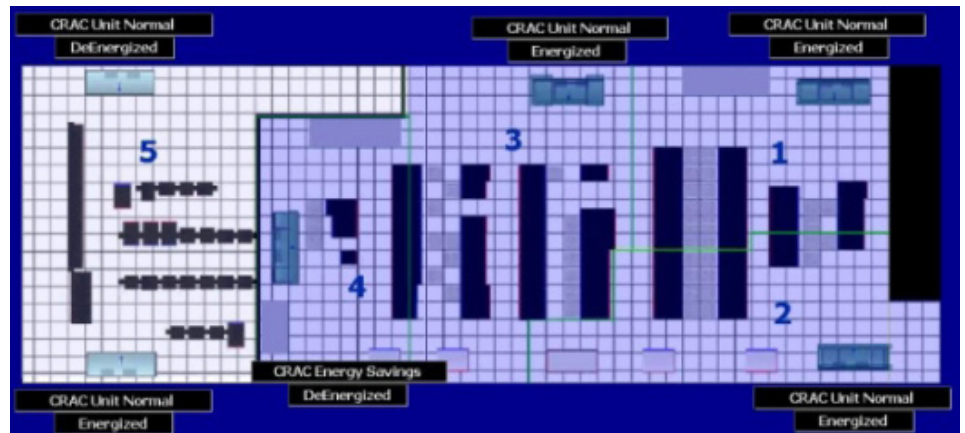 CRAC Unit Normal
DeEnergized
CRAC Unit Normal
Energized
CRAC Unit Normal
Energized
5
3
1
4
2
CRAC Energy Savings
DeEnergized
CRAC Unit Normal
Energized
CRAC Unit Normal
Energized